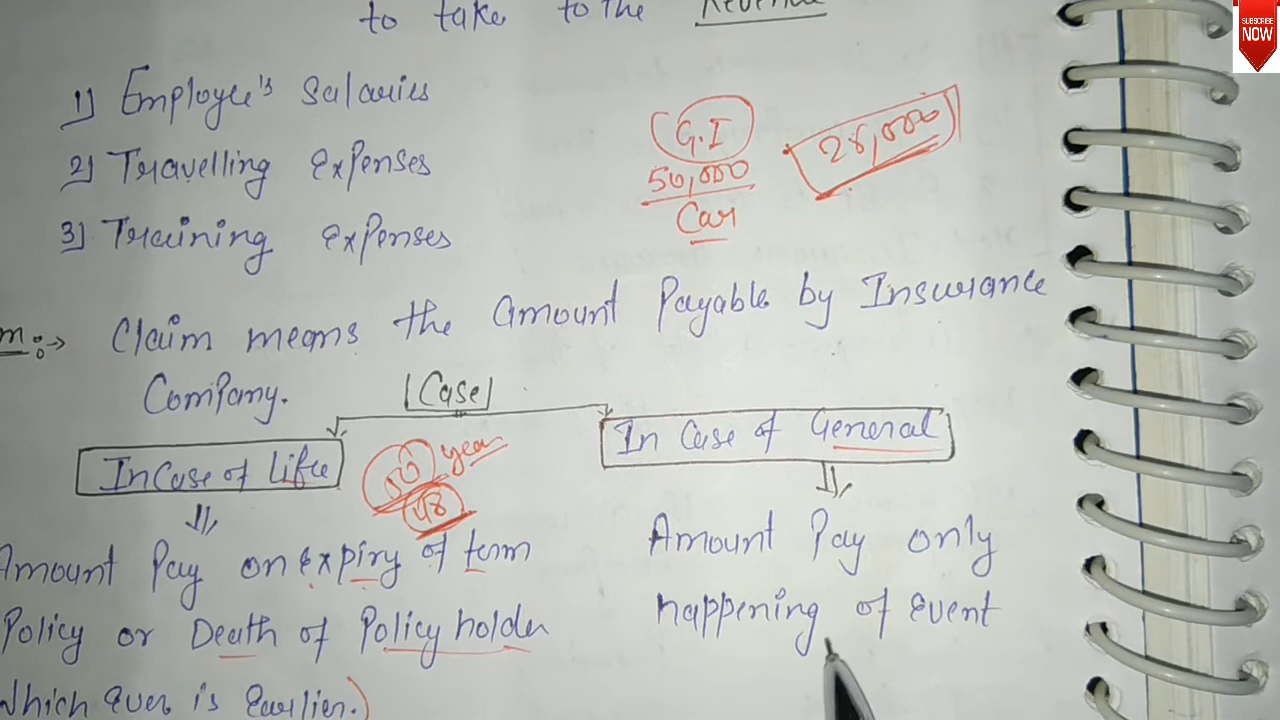 to take to the Revenue
SUBSCRIBE
NOW
1) Employee's Salaries
2) Travelling Expenses
3) Training Expenses
G.I
50,000
Car
m :→ Claim means the amount Payable by Insurance
Company.
Case
In Case of Life
50 year
48
In Case of General
Amount Pay on expiry of term
Policy or Death of Policy holder
Which Ever is Earlier.)
Amount Pay only
happening of Event